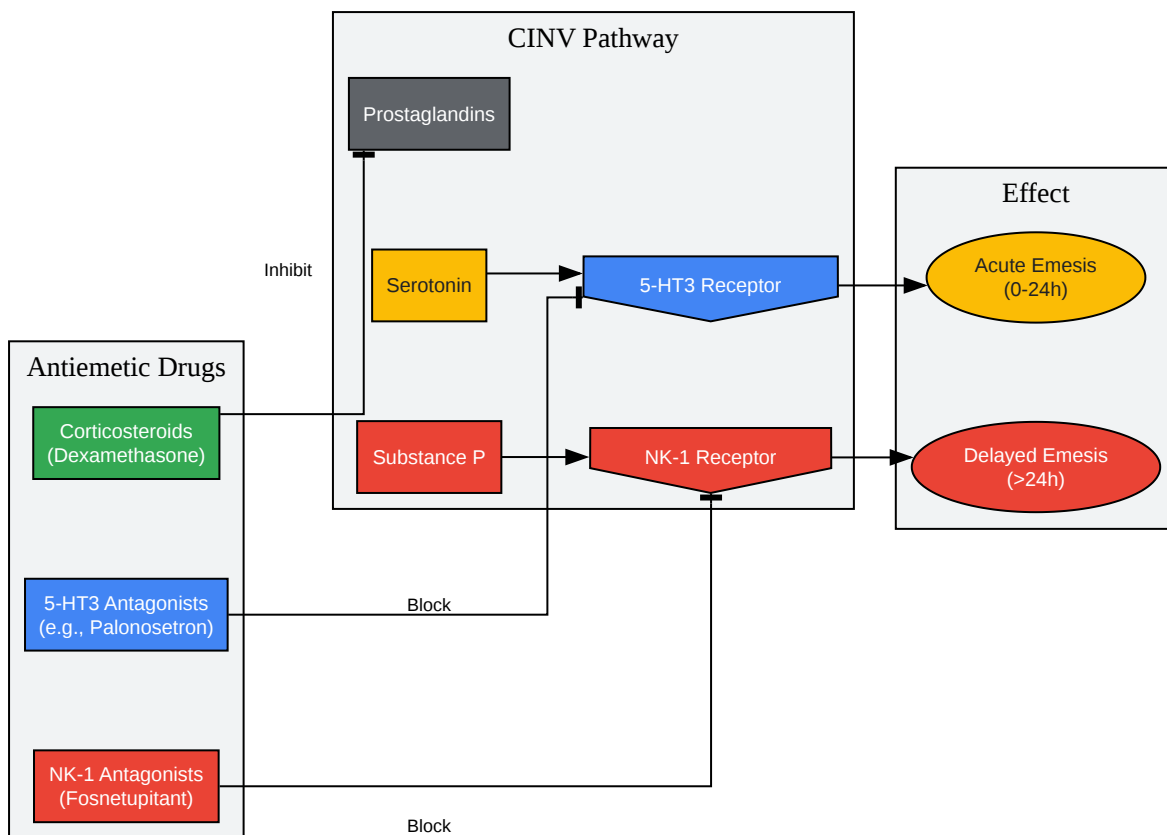 CINV Pathway
Prostaglandins
Effect
Inhibit
Serotonin
5-HT3 Receptor
Acute Emesis
(0-24h)
Antiemetic Drugs
Corticosteroids
(Dexamethasone)
Substance P
NK-1 Receptor
Delayed Emesis
(>24h)
5-HT3 Antagonists
(e.g., Palonosetron)
Block
NK-1 Antagonists
(Fosnetupitant)
Block